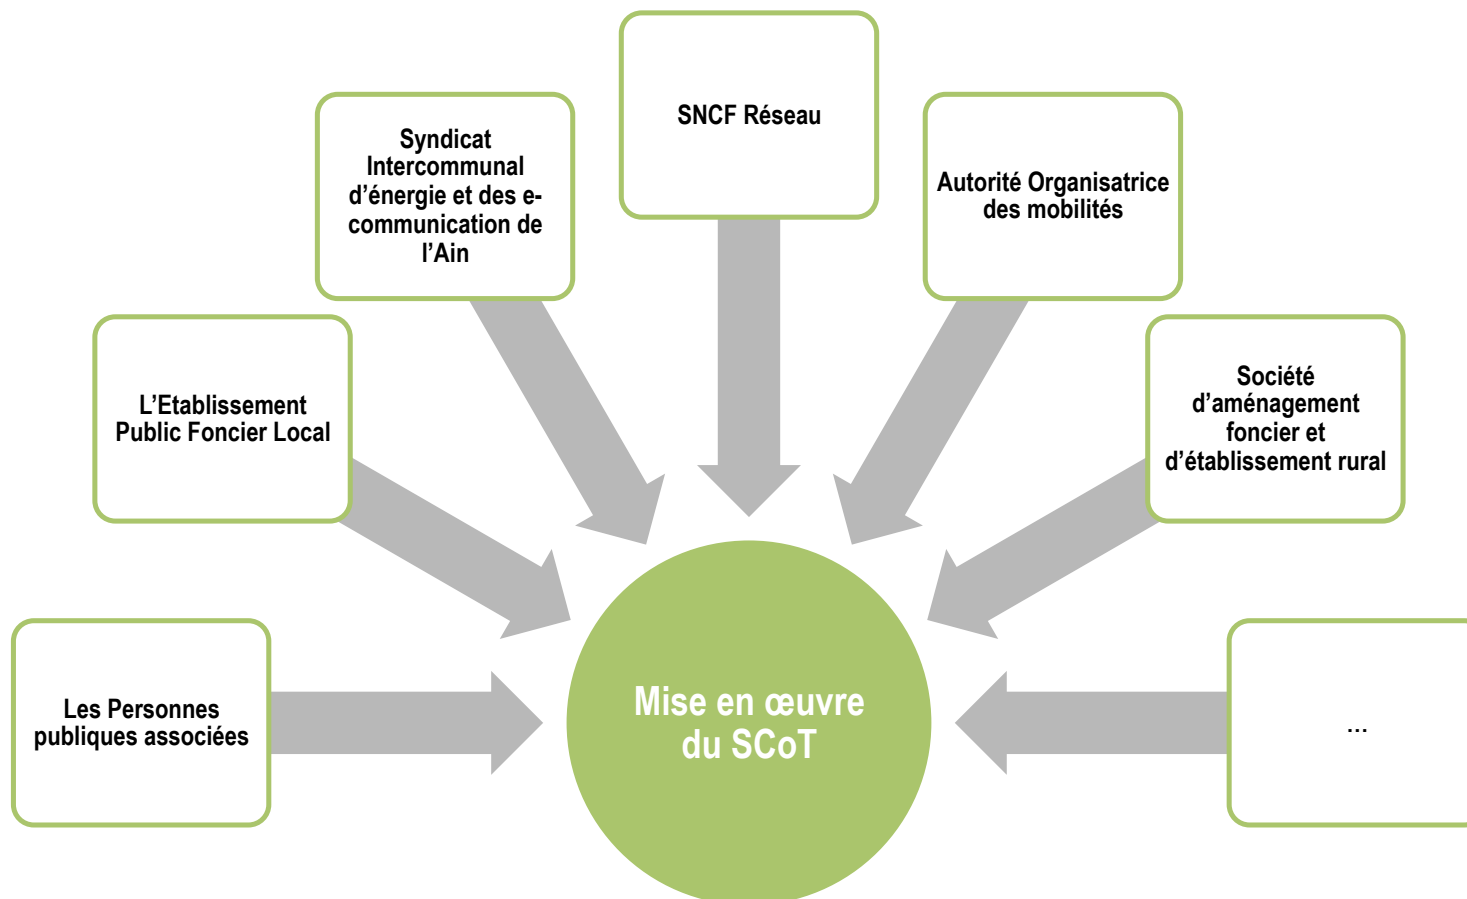 SNCF Réseau
Syndicat
Intercommunal
d’énergie et des e-
communication de
l’Ain
Autorité Organisatrice
des mobilités
L’Etablissement
Public Foncier Local
Société
d’aménagement
foncier et
d’établissement rural
Les Personnes
publiques associées
Mise en œuvre
du SCoT
…